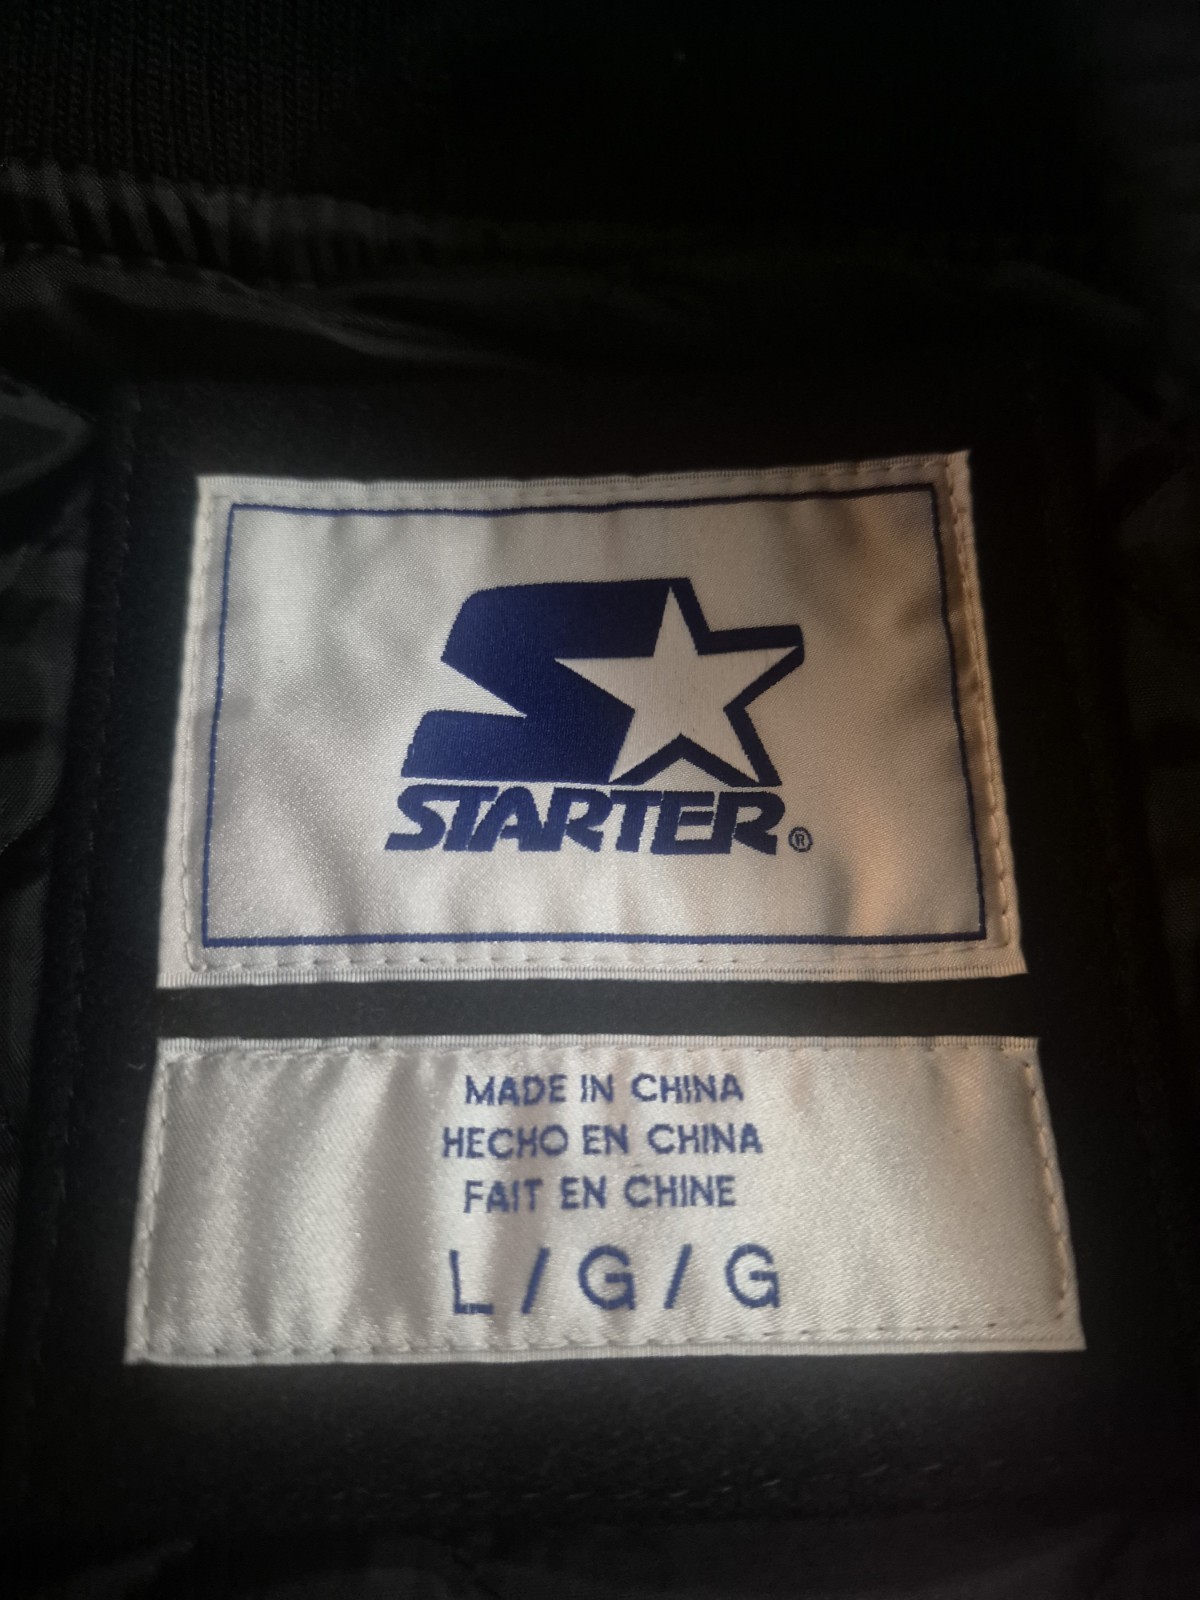 STARTER®
MADE IN CHINA
HECHO EN CHINA
FAIT EN CHINE
L / G / G